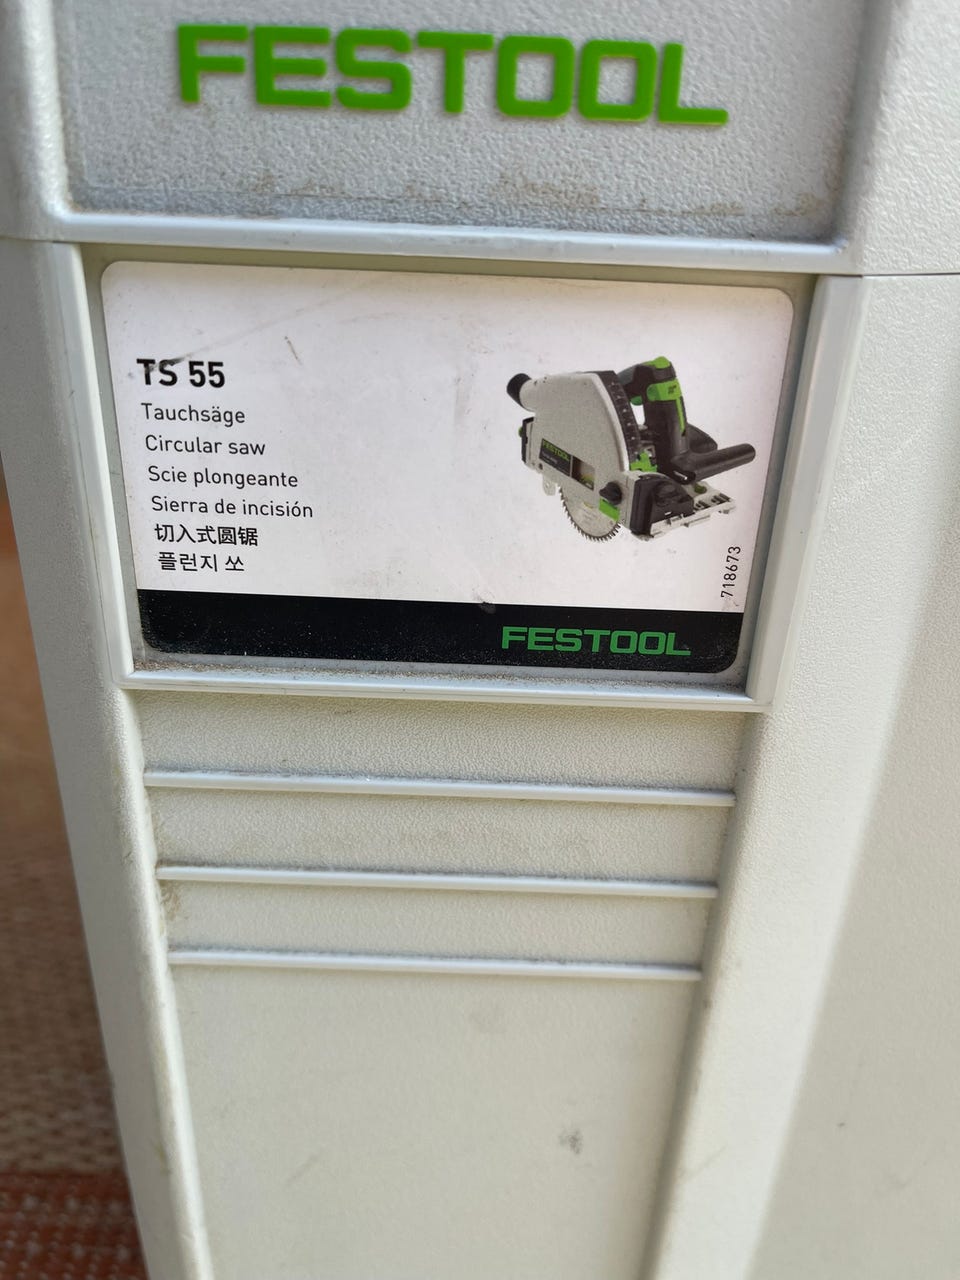 FESTOOL
TS 55
Tauchsäge
Circular saw
Scie plongeante
Sierra de incisión
切入式圆锯
플런지 쏘
FESTOOL
718673
FESTOOL